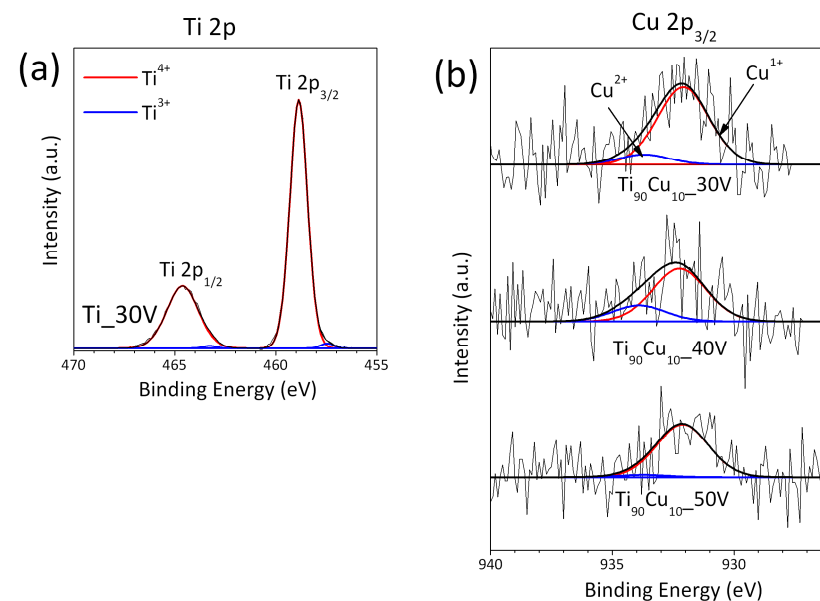 Ti 2p
(a)
Ti⁴⁺
Ti³⁺
Ti 2p₃/₂
Ti 2p₁/₂
Ti_30V
Intensity (a.u.)
470 465 460 455
Binding Energy (eV)
Cu 2p₃/₂
(b)
Cu²⁺
Cu¹⁺
Ti₉₀Cu₁₀_30V
Ti₉₀Cu₁₀_40V
Ti₉₀Cu₁₀_50V
Intensity (a.u.)
940 935 930
Binding Energy (eV)